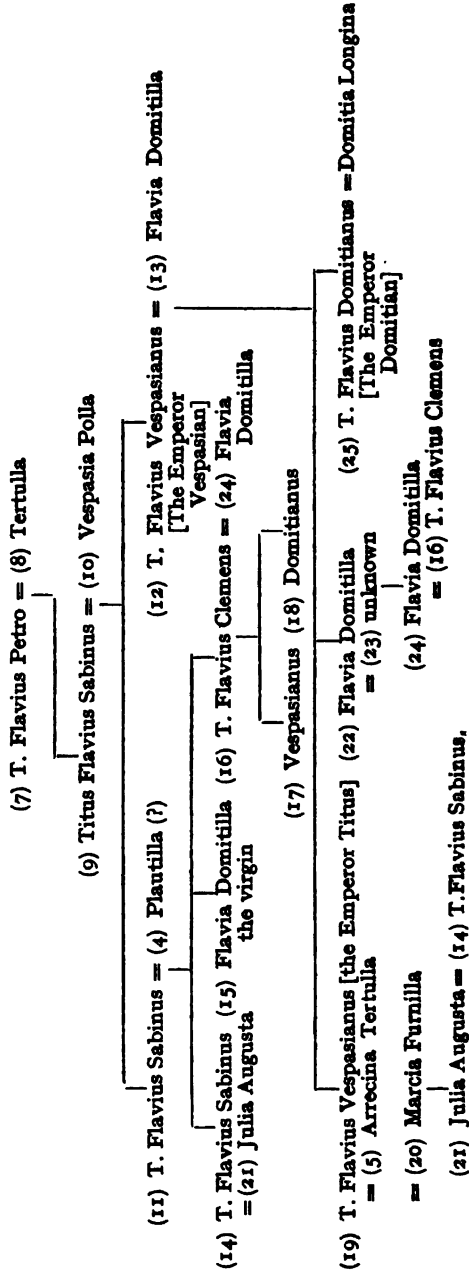 (7) T. Flavius Petro = (8) Tertulla
(9) Titus Flavius Sabinus = (10) Vespasia Polla
(11) T. Flavius Sabinus = (4) Plautilla (?)
(12) T. Flavius Vespasianus = (13) Flavia Domitilla
[The Emperor
Vespasian]
(14) T. Flavius Sabinus (15) Flavia Domitilla (16) T. Flavius Clemens = (24) Flavia
= (21) Julia Augusta the virgin Domitilla
(17) Vespasianus (18) Domitianus
(19) T. Flavius Vespasianus [the Emperor Titus] (22) Flavia Domitilla (25) T. Flavius Domitianus = Domitia Longina
= (5) Arrecina Tertulla = (23) unknown [The Emperor
Domitian]
= (20) Marcia Furnilla (24) Flavia Domitilla
= (16) T. Flavius Clemens
(21) Julia Augusta = (14) T. Flavius Sabinus,